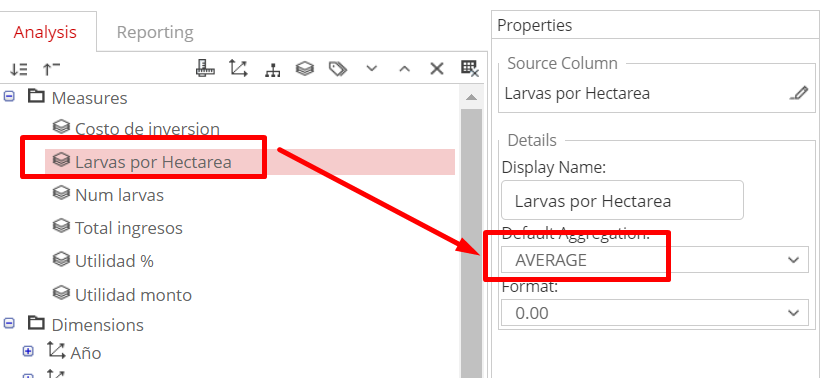 Analysis
Reporting
Measures
Costo de inversion
Larvas por Hectarea
Num larvas
Total ingresos
Utilidad %
Utilidad monto
Dimensions
Año
Properties
Source Column
Larvas por Hectarea
Details
Display Name:
Larvas por Hectarea
Default Aggregation:
AVERAGE
Format:
0.00